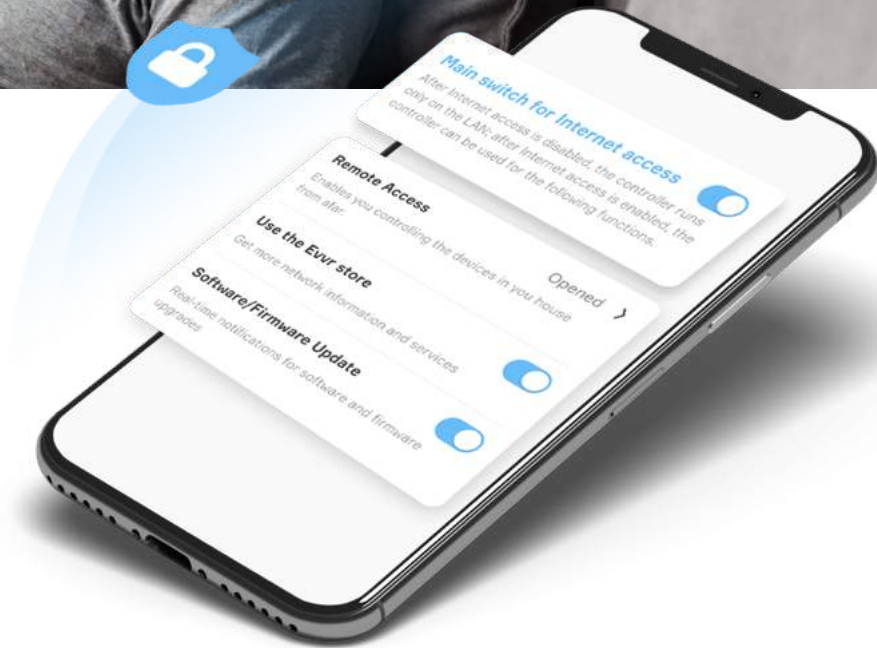 Main switch for Internet access
After Internet access is disabled, the controller runs
only on the LAN; after Internet access is enabled, the
controller can be used for the following functions.
Remote Access
Enables you controlling the devices in you house
from afar.
Opened
Use the Evvr store
Get more network information and services
Software/Firmware Update
Real-time notifications for software and firmware
upgrades